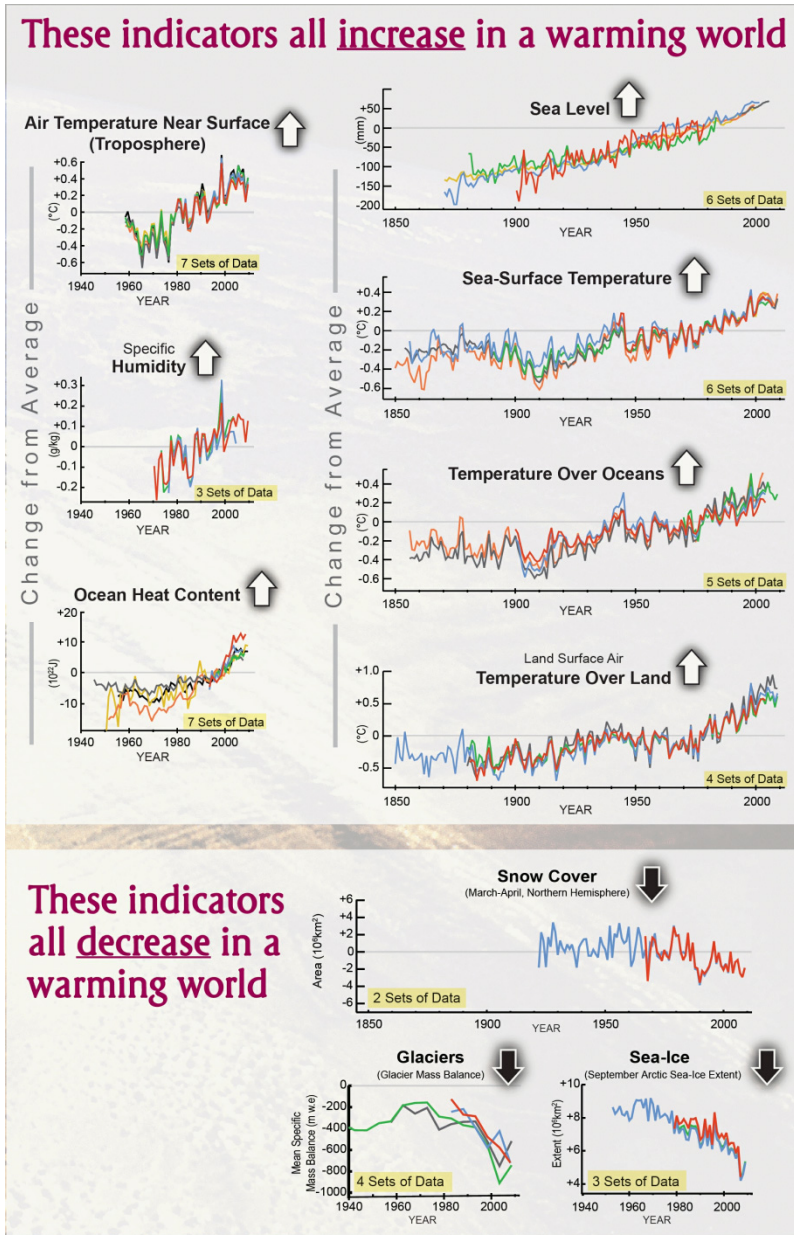 These indicators all increase in a warming world
Change from Average
Air Temperature Near Surface
(Troposphere)
+0.6
+0.4
+0.2
0
-0.2
-0.4
-0.6
(°C)
7 Sets of Data
1940 1960 1980 2000
YEAR
Specific
Humidity
+0.3
+0.2
+0.1
0
-0.1
-0.2
(g/kg)
3 Sets of Data
1940 1960 1980 2000
YEAR
Ocean Heat Content
+20
+10
0
-10
(10²²J)
7 Sets of Data
1940 1960 1980 2000
YEAR
Change from Average
Sea Level
+50
0
-50
-100
-150
-200
(mm)
6 Sets of Data
1850 1900 1950 2000
YEAR
Sea-Surface Temperature
+0.4
+0.2
0
-0.2
-0.4
-0.6
(°C)
6 Sets of Data
1850 1900 1950 2000
YEAR
Temperature Over Oceans
+0.4
+0.2
0
-0.2
-0.4
-0.6
(°C)
5 Sets of Data
1850 1900 1950 2000
YEAR
Land Surface Air
Temperature Over Land
+1.0
+0.5
0
-0.5
(°C)
4 Sets of Data
1850 1900 1950 2000
YEAR
These indicators
all decrease in a
warming world
Snow Cover
(March-April, Northern Hemisphere)
+6
+4
+2
0
-2
-4
-6
Area (10⁶km²)
2 Sets of Data
1850 1900 1950 2000
YEAR
Glaciers
(Glacier Mass Balance)
0
-200
-400
-600
-800
-1000
Mean Specific
Mass Balance (m w.e)
4 Sets of Data
1940 1960 1980 2000
YEAR
Sea-Ice
(September Arctic Sea-Ice Extent)
+10
+8
+6
+4
Extent (10⁶km²)
3 Sets of Data
1940 1960 1980 2000
YEAR